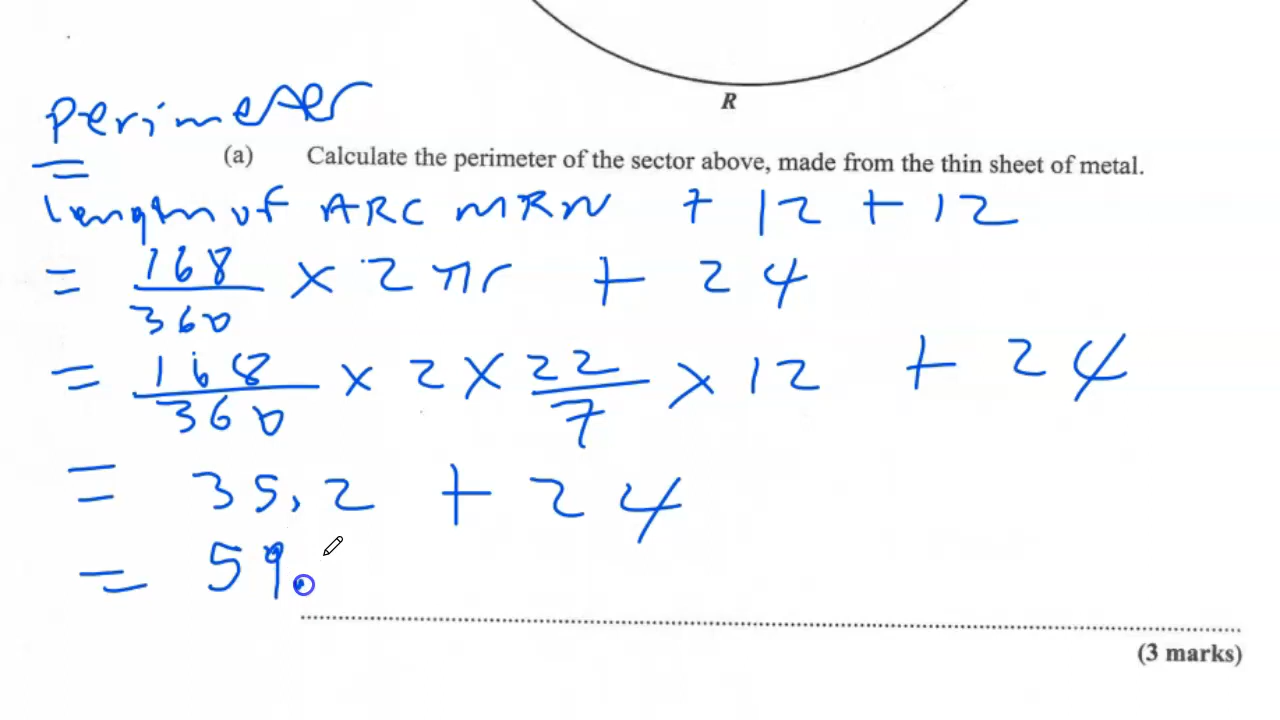 R
Perimeter
(a) Calculate the perimeter of the sector above, made from the thin sheet of metal.
=
length of ARC MRN + 12 + 12
= 168/360 × 2πr + 24
= 168/360 × 2 × 22/7 × 12 + 24
= 35.2 + 24
= 59.
(3 marks)